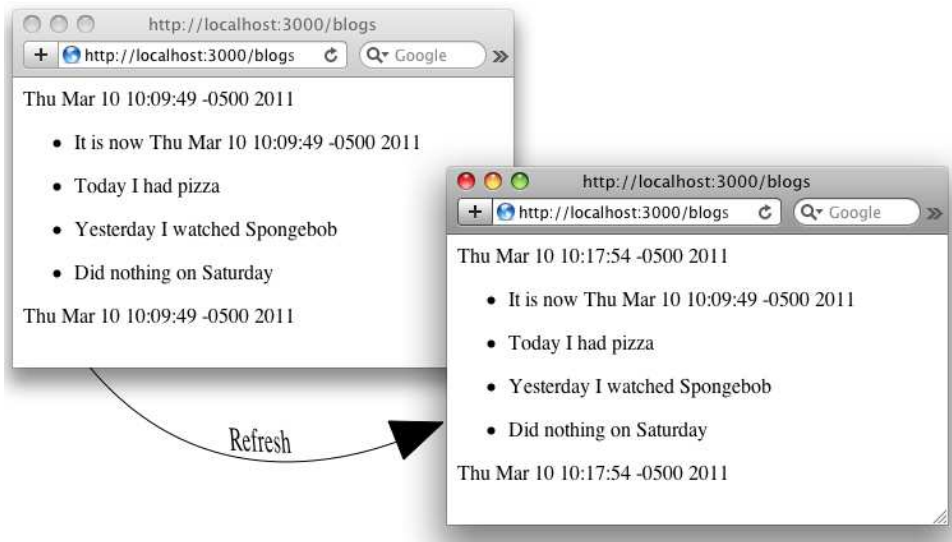 http://localhost:3000/blogs
http://localhost:3000/blogs
Google
Thu Mar 10 10:09:49 -0500 2011
It is now Thu Mar 10 10:09:49 -0500 2011
Today I had pizza
Yesterday I watched Spongebob
Did nothing on Saturday
Thu Mar 10 10:09:49 -0500 2011
Refresh
http://localhost:3000/blogs
http://localhost:3000/blogs
Google
Thu Mar 10 10:17:54 -0500 2011
It is now Thu Mar 10 10:09:49 -0500 2011
Today I had pizza
Yesterday I watched Spongebob
Did nothing on Saturday
Thu Mar 10 10:17:54 -0500 2011